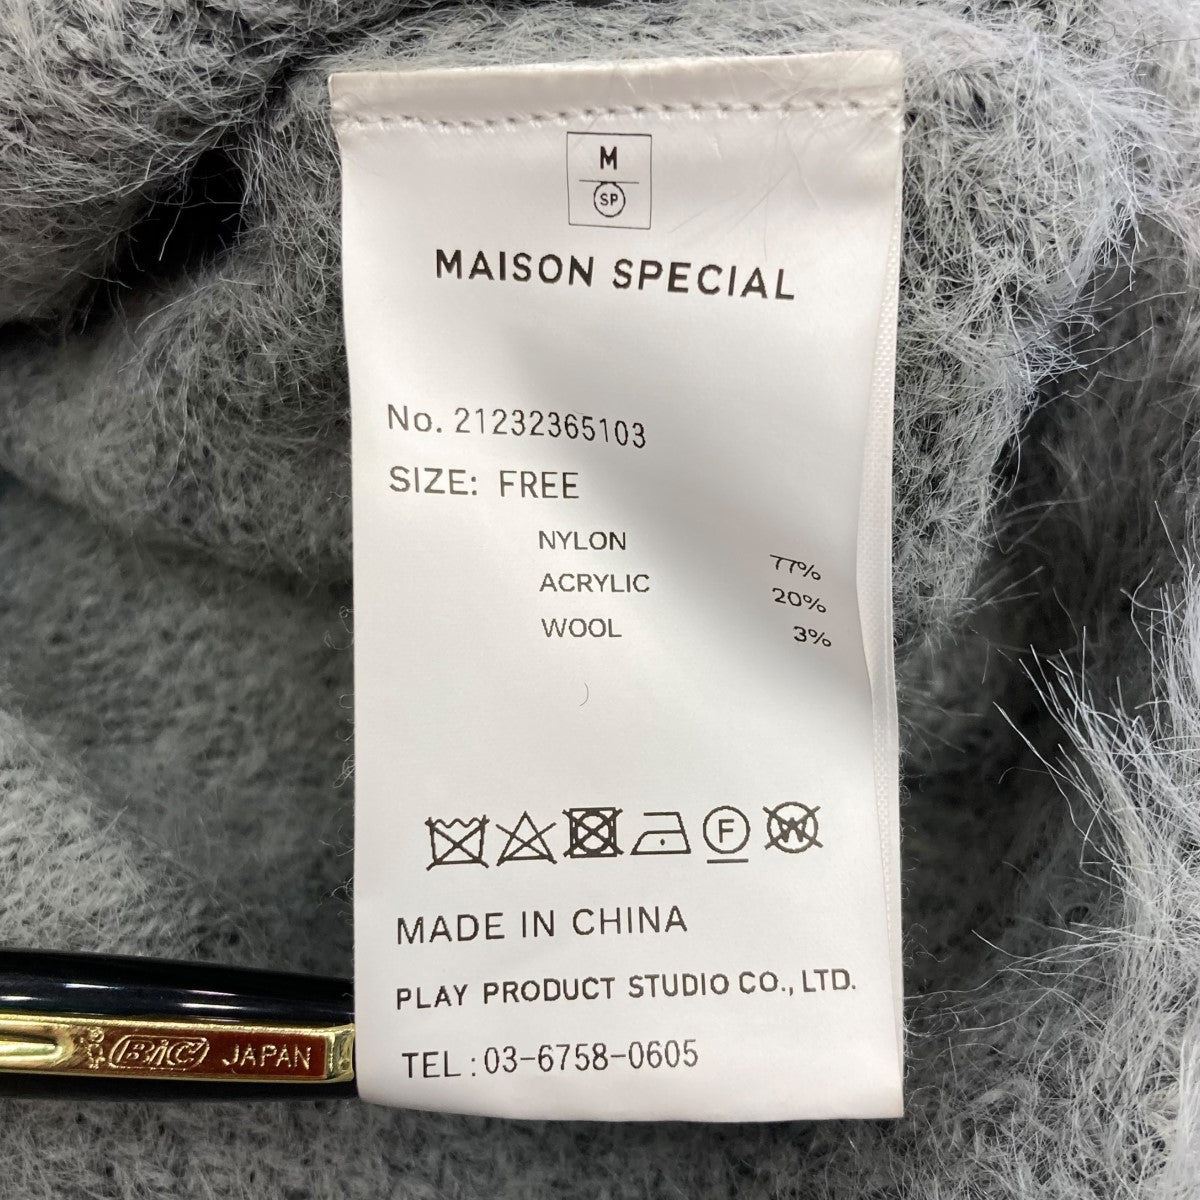 M
SP
MAISON SPECIAL
No. 21232365103
SIZE: FREE
NYLON 77%
ACRYLIC 20%
WOOL 3%
F W
MADE IN CHINA
PLAY PRODUCT STUDIO CO., LTD.
TEL : 03-6758-0605
BIC JAPAN